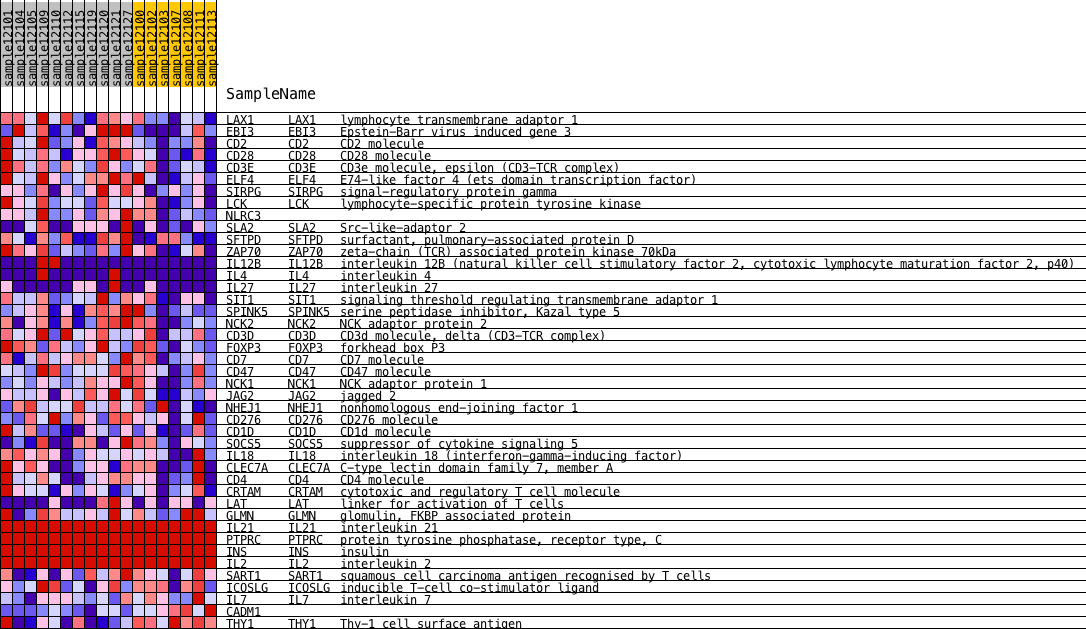 sample12101
sample12104
sample12105
sample12109
sample12110
sample12112
sample12115
sample12119
sample12120
sample12121
sample12127
sample12100
sample12102
sample12103
sample12107
sample12108
sample12111
sample12113
SampleName
LAX1 LAX1 lymphocyte transmembrane adaptor 1
EBI3 EBI3 Epstein-Barr virus induced gene 3
CD2 CD2 CD2 molecule
CD28 CD28 CD28 molecule
CD3E CD3E CD3e molecule, epsilon (CD3-TCR complex)
ELF4 ELF4 E74-like factor 4 (ets domain transcription factor)
SIRPG SIRPG signal-regulatory protein gamma
LCK LCK lymphocyte-specific protein tyrosine kinase
NLRC3
SLA2 SLA2 Src-like-adaptor 2
SFTPD SFTPD surfactant, pulmonary-associated protein D
ZAP70 ZAP70 zeta-chain (TCR) associated protein kinase 70kDa
IL12B IL12B interleukin 12B (natural killer cell stimulatory factor 2, cytotoxic lymphocyte maturation factor 2, p40)
IL4 IL4 interleukin 4
IL27 IL27 interleukin 27
SIT1 SIT1 signaling threshold regulating transmembrane adaptor 1
SPINK5 SPINK5 serine peptidase inhibitor, Kazal type 5
NCK2 NCK2 NCK adaptor protein 2
CD3D CD3D CD3d molecule, delta (CD3-TCR complex)
FOXP3 FOXP3 forkhead box P3
CD7 CD7 CD7 molecule
CD47 CD47 CD47 molecule
NCK1 NCK1 NCK adaptor protein 1
JAG2 JAG2 jagged 2
NHEJ1 NHEJ1 nonhomologous end-joining factor 1
CD276 CD276 CD276 molecule
CD1D CD1D CD1d molecule
SOCS5 SOCS5 suppressor of cytokine signaling 5
IL18 IL18 interleukin 18 (interferon-gamma-inducing factor)
CLEC7A CLEC7A C-type lectin domain family 7, member A
CD4 CD4 CD4 molecule
CRTAM CRTAM cytotoxic and regulatory T cell molecule
LAT LAT linker for activation of T cells
GLMN GLMN glomulin, FKBP associated protein
IL21 IL21 interleukin 21
PTPRC PTPRC protein tyrosine phosphatase, receptor type, C
INS INS insulin
IL2 IL2 interleukin 2
SART1 SART1 squamous cell carcinoma antigen recognised by T cells
ICOSLG ICOSLG inducible T-cell co-stimulator ligand
IL7 IL7 interleukin 7
CADM1
THY1 THY1 Thy-1 cell surface antigen